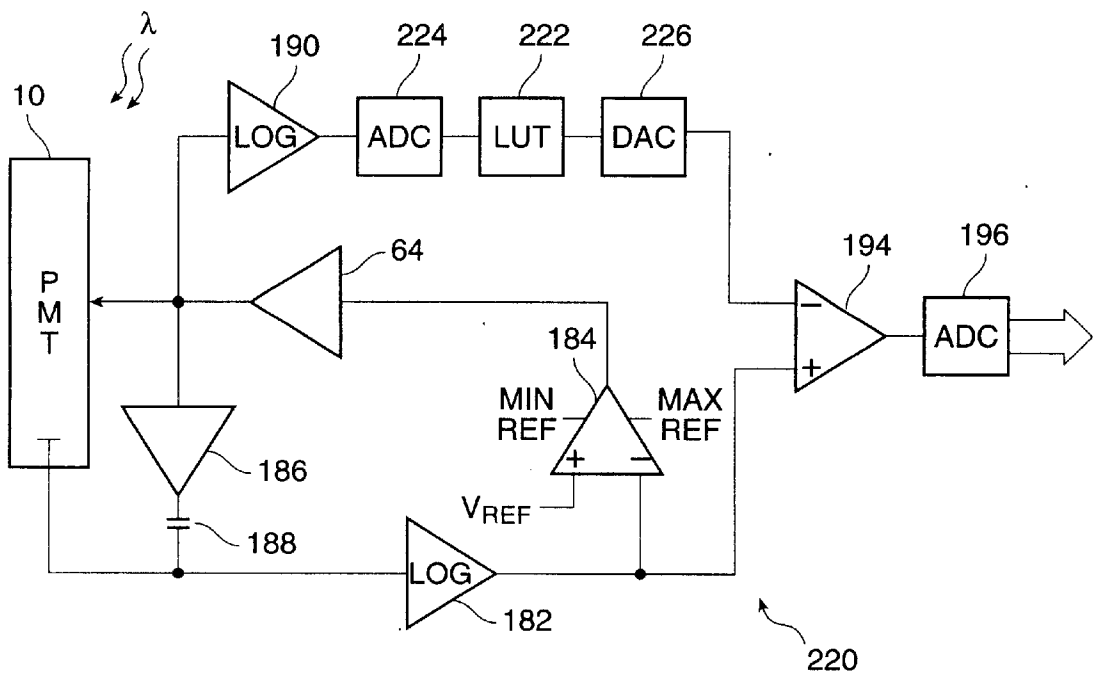 λ
190
224
222
226
10
LOG
ADC
LUT
DAC
64
194
196
PMT
184
−
+
ADC
MIN REF
MAX REF
+
−
186
VREF
188
LOG
182
220